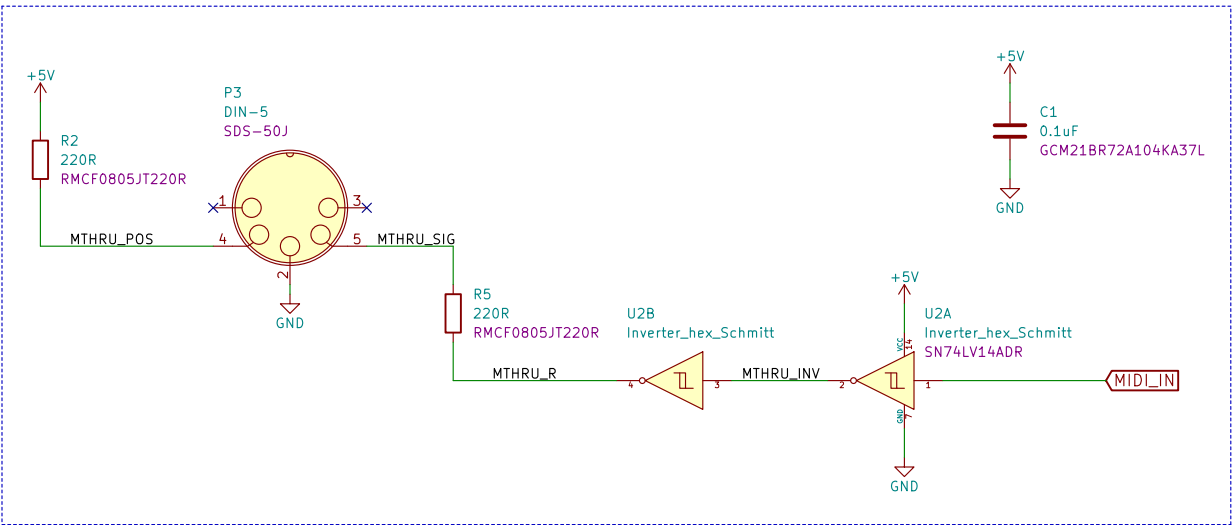 +5V
R2
220R
RMCF0805JT220R
P3
DIN-5
SDS-50J
1
3
4
5
2
MTHRU_POS
MTHRU_SIG
GND
R5
220R
RMCF0805JT220R
MTHRU_R
U2B
Inverter_hex_Schmitt
4
3
MTHRU_INV
+5V
U2A
Inverter_hex_Schmitt
SN74LV14ADR
VCC
14
2
1
GND
7
GND
MIDI_IN
+5V
C1
0.1uF
GCM21BR72A104KA37L
GND